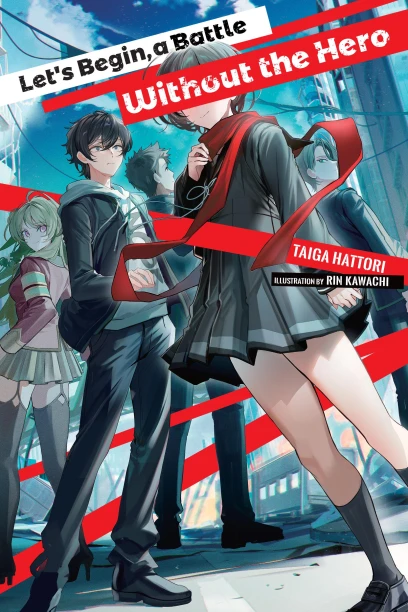 Let's Begin, a Battle
Without the Hero
TAIGA HATTORI
ILLUSTRATION BY RIN KAWACHI